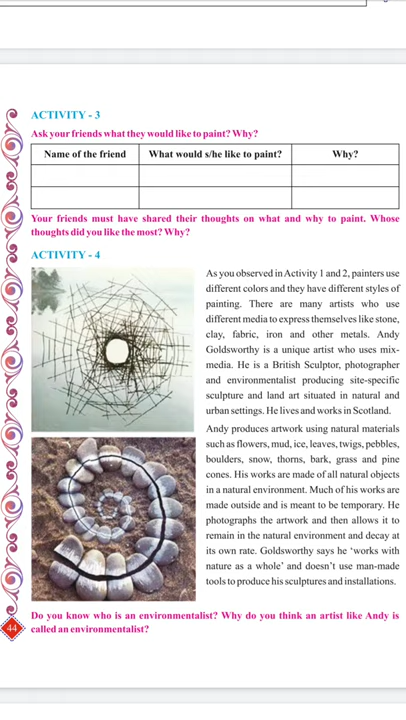 ACTIVITY - 3
Ask your friends what they would like to paint? Why?
Name of the friend What would s/he like to paint? Why?
Your friends must have shared their thoughts on what and why to paint. Whose
thoughts did you like the most? Why?
ACTIVITY - 4
As you observed in Activity 1 and 2, painters use
different colors and they have different styles of
painting. There are many artists who use
different media to express themselves like stone,
clay, fabric, iron and other metals. Andy
Goldsworthy is a unique artist who uses mix-
media. He is a British Sculptor, photographer
and environmentalist producing site-specific
sculpture and land art situated in natural and
urban settings. He lives and works in Scotland.
Andy produces artwork using natural materials
such as flowers, mud, ice, leaves, twigs, pebbles,
boulders, snow, thorns, bark, grass and pine
cones. His works are made of all natural objects
in a natural environment. Much of his works are
made outside and is meant to be temporary. He
photographs the artwork and then allows it to
remain in the natural environment and decay at
its own rate. Goldsworthy says he ‘works with
nature as a whole’ and doesn’t use man-made
tools to produce his sculptures and installations.
Do you know who is an environmentalist? Why do you think an artist like Andy is
called an environmentalist?
44